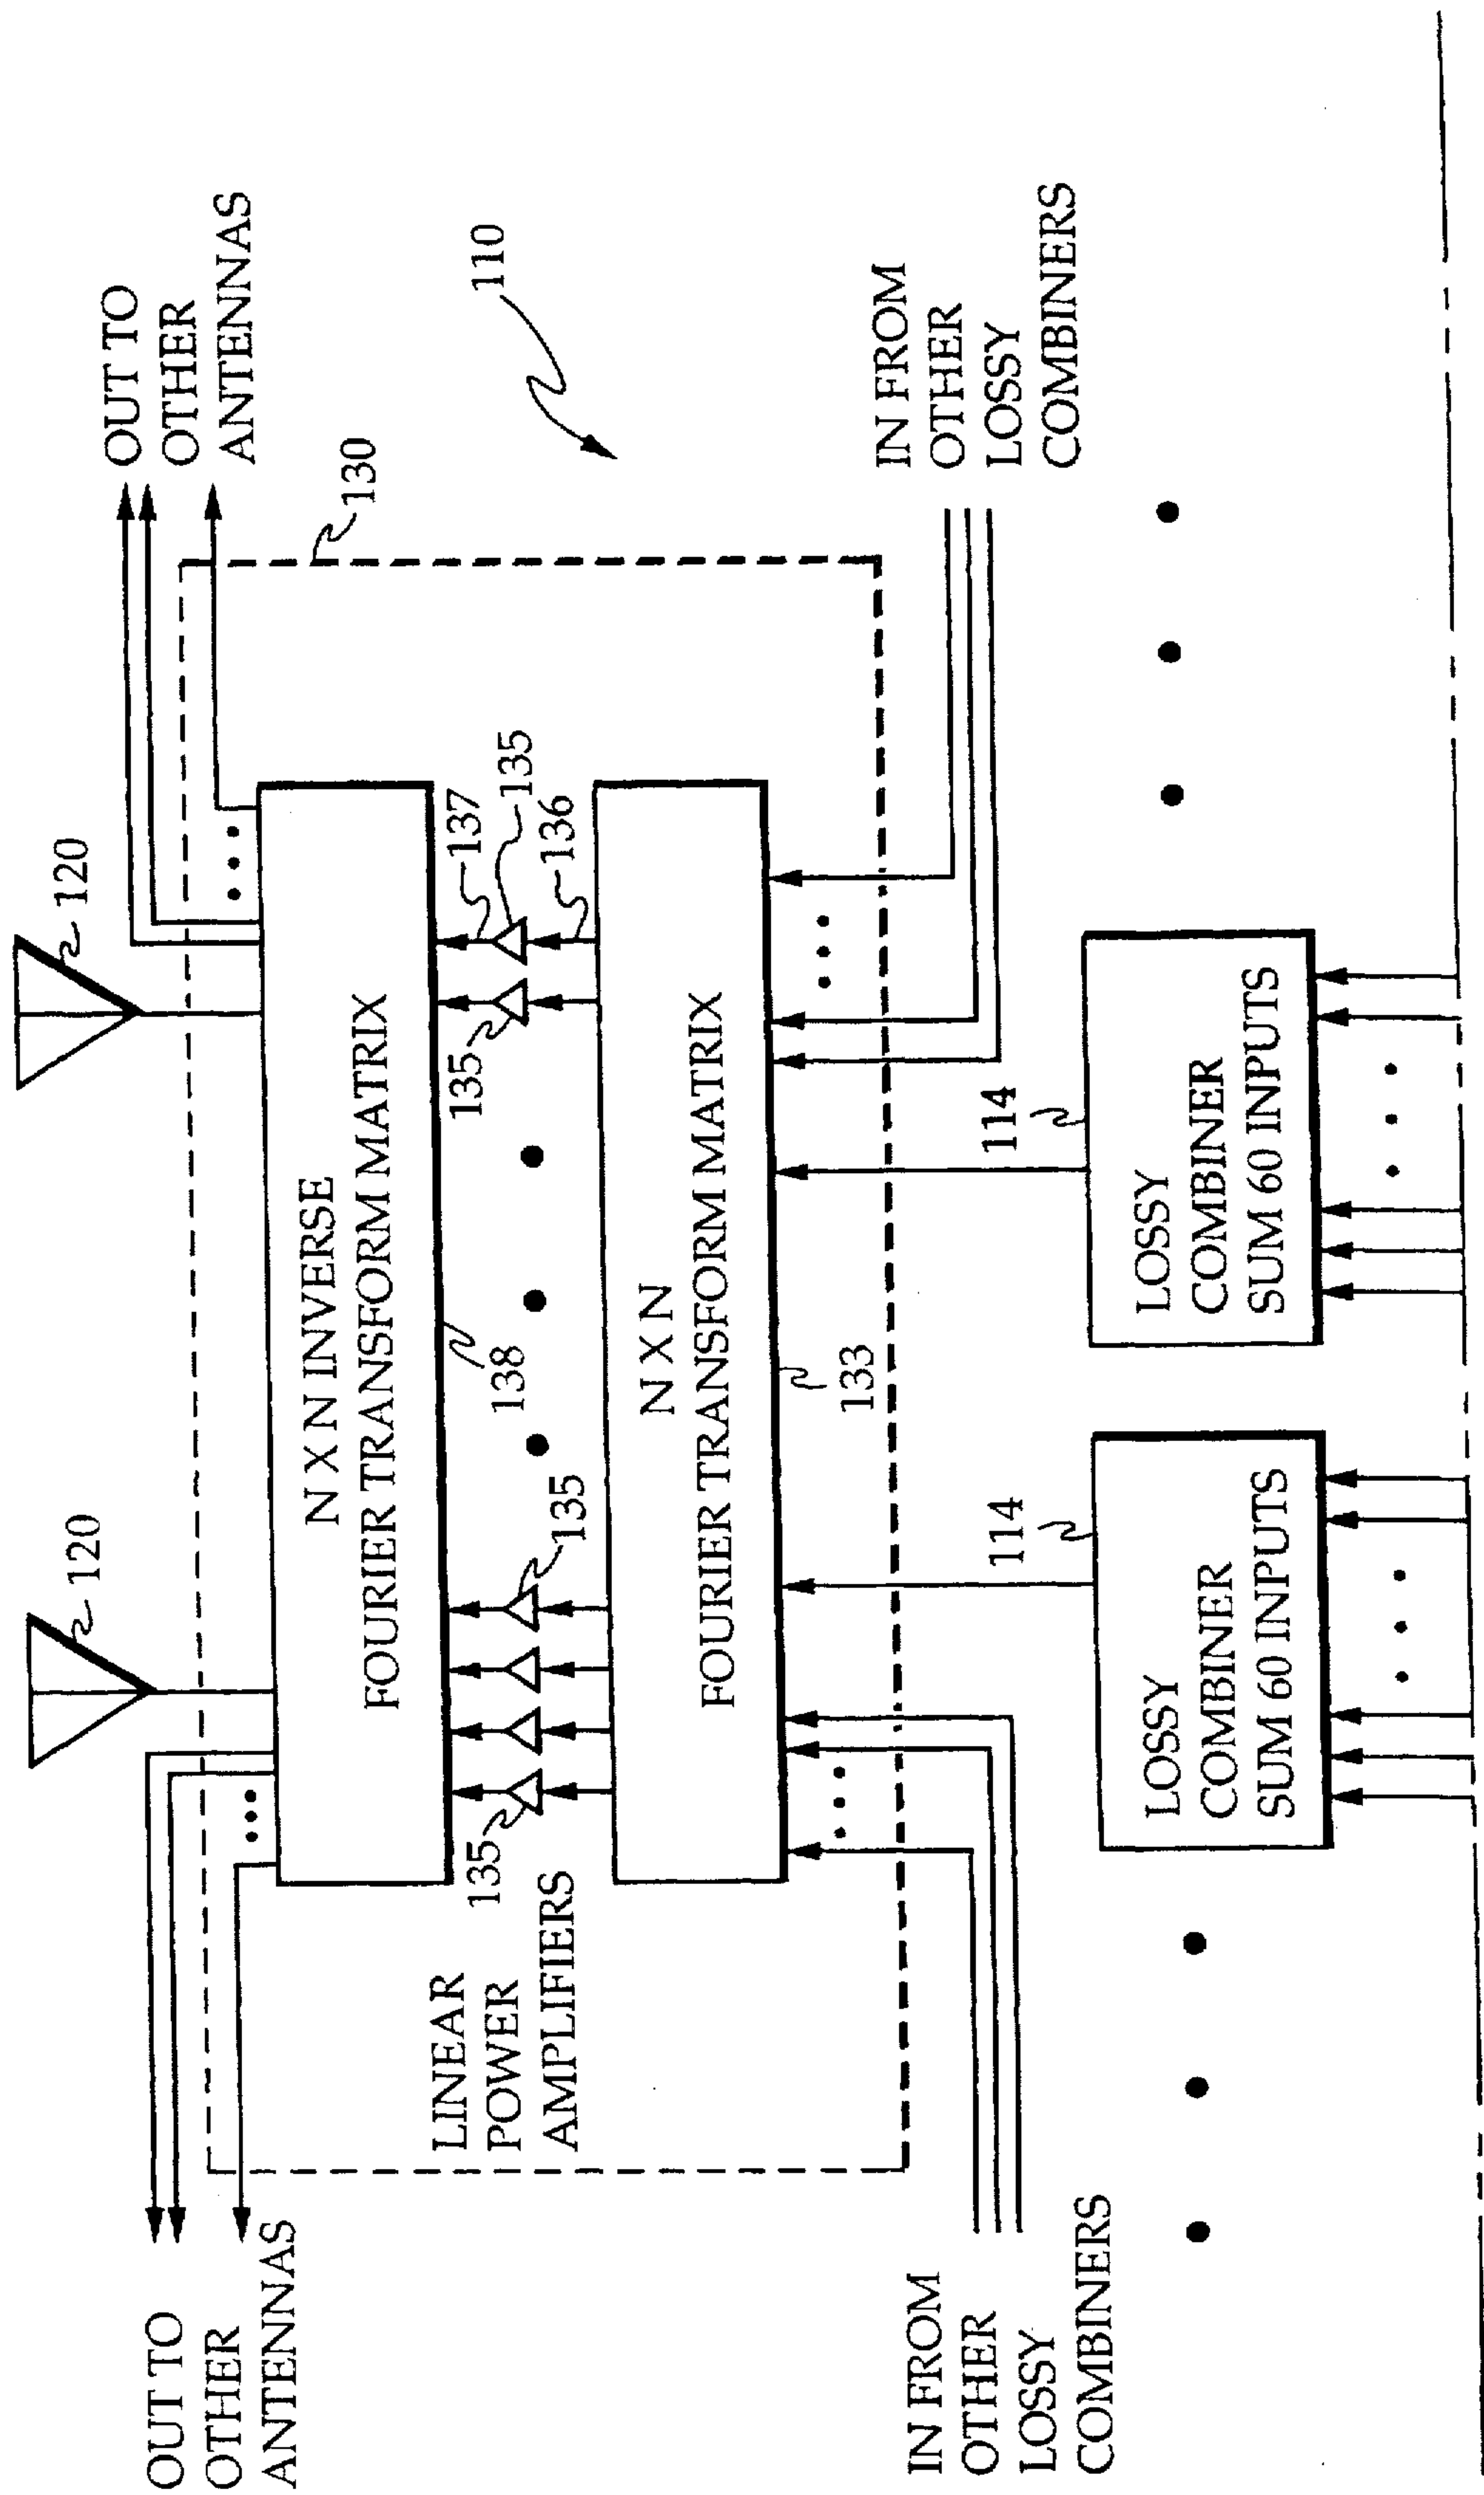 OUT TO
OTHER
ANTENNAS
120
120
OUT TO
OTHER
ANTENNAS
130
110
N X N INVERSE
FOURIER TRANSFORM MATRIX
LINEAR
POWER
AMPLIFIERS
135
135
138
135
137
135
136
N X N
FOURIER TRANSFORM MATRIX
133
IN FROM
OTHER
LOSSY
COMBINERS
IN FROM
OTHER
LOSSY
COMBINERS
114
114
LOSSY
COMBINER
SUM 60 INPUTS
LOSSY
COMBINER
SUM 60 INPUTS